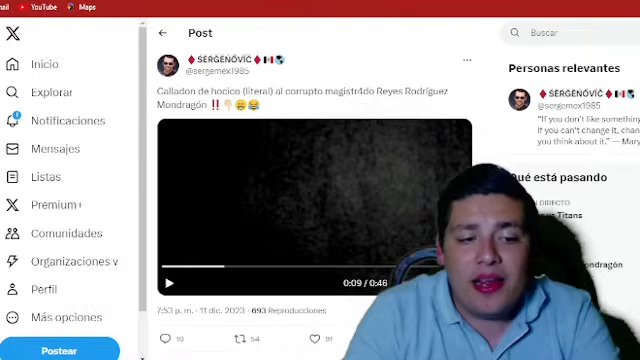 YouTube
Maps
Post
Buscar
Inicio
Explorar
Notificaciones
Mensajes
Listas
Premium+
Comunidades
Organizaciones v
Perfil
Más opciones
Postear
♦️ SERGENÖVIČ ♦️
@sergemex1985
Calladon de hocico (literal) al corrupto magistr4do Reyes Rodríguez
Mondragón ‼️👇🏼😁😂
0:09 / 0:46
7:53 p. m. · 11 dic. 2023 · 693 Reproducciones
10
54
91
Personas relevantes
♦️ SERGENÖVIČ ♦️
@sergemex1985
"If you don't like something
If you can't change it, chan
you think about it." — Mary
Qué está pasando
DIRECTO
Titans